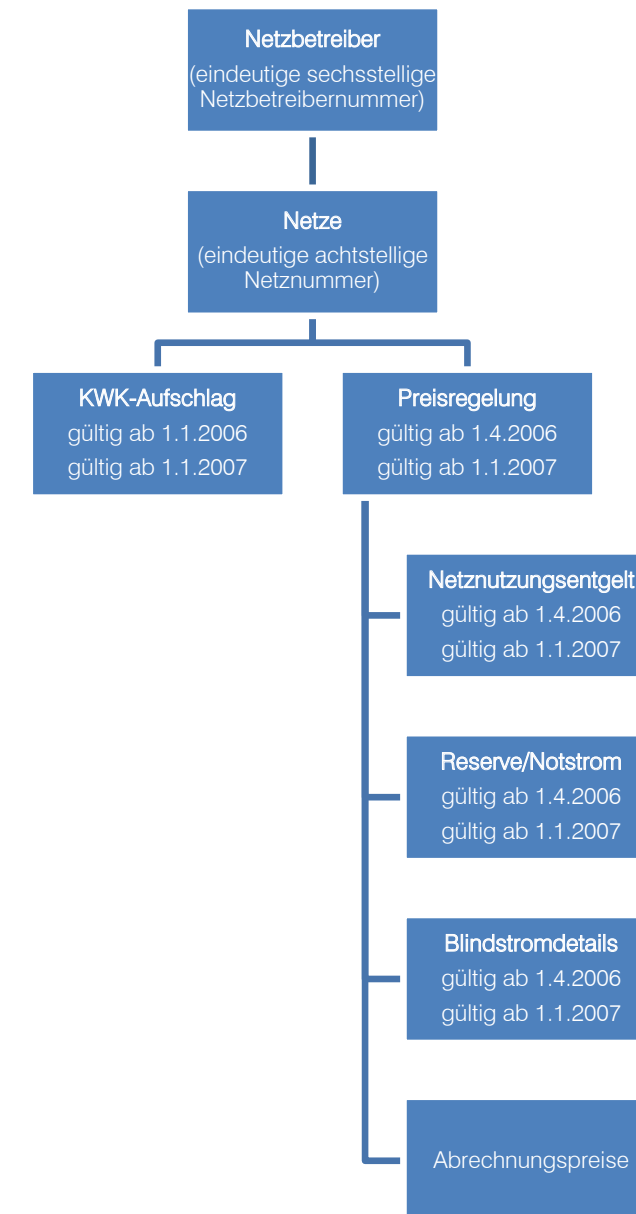 Netzbetreiber
(eindeutige sechsstellige
Netzbetreibernummer)
Netze
(eindeutige achtstellige
Netznummer)
KWK-Aufschlag
gültig ab 1.1.2006
gültig ab 1.1.2007
Preisregelung
gültig ab 1.4.2006
gültig ab 1.1.2007
Netznutzungsentgelt
gültig ab 1.4.2006
gültig ab 1.1.2007
Reserve/Notstrom
gültig ab 1.4.2006
gültig ab 1.1.2007
Blindstromdetails
gültig ab 1.4.2006
gültig ab 1.1.2007
Abrechnungspreise